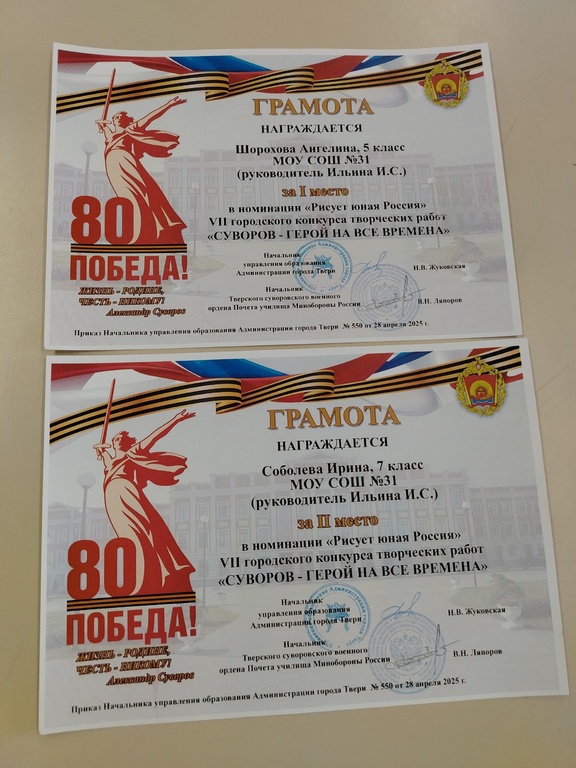 ГРАМОТА
НАГРАЖДАЕТСЯ
Шорохова Ангелина, 5 класс
МОУ СОШ №31
(руководитель Ильина И.С.)
за I место
в номинации «Рисует юная Россия»
VII городского конкурса творческих работ
«СУВОРОВ - ГЕРОЙ НА ВСЕ ВРЕМЕНА»
80
ПОБЕДА!
ЖИЗНЬ - РОДИНЕ,
ЧЕСТЬ - НИКОМУ!
Александр Суворов
Начальник
управления образования
Администрации города Твери
Н.В. Жуковская
Начальник
Тверского суворовского военного
ордена Почета училища Минобороны России
В.Н. Ляпоров
Приказ Начальника управления образования Администрации города Твери № 550 от 28 апреля 2025 г.
ГРАМОТА
НАГРАЖДАЕТСЯ
Соболева Ирина, 7 класс
МОУ СОШ №31
(руководитель Ильина И.С.)
за II место
в номинации «Рисует юная Россия»
VII городского конкурса творческих работ
«СУВОРОВ - ГЕРОЙ НА ВСЕ ВРЕМЕНА»
80
ПОБЕДА!
ЖИЗНЬ - РОДИНЕ,
ЧЕСТЬ - НИКОМУ!
Александр Суворов
Начальник
управления образования
Администрации города Твери
Н.В. Жуковская
Начальник
Тверского суворовского военного
ордена Почета училища Минобороны России
В.Н. Ляпоров
Приказ Начальника управления образования Администрации города Твери № 550 от 28 апреля 2025 г.